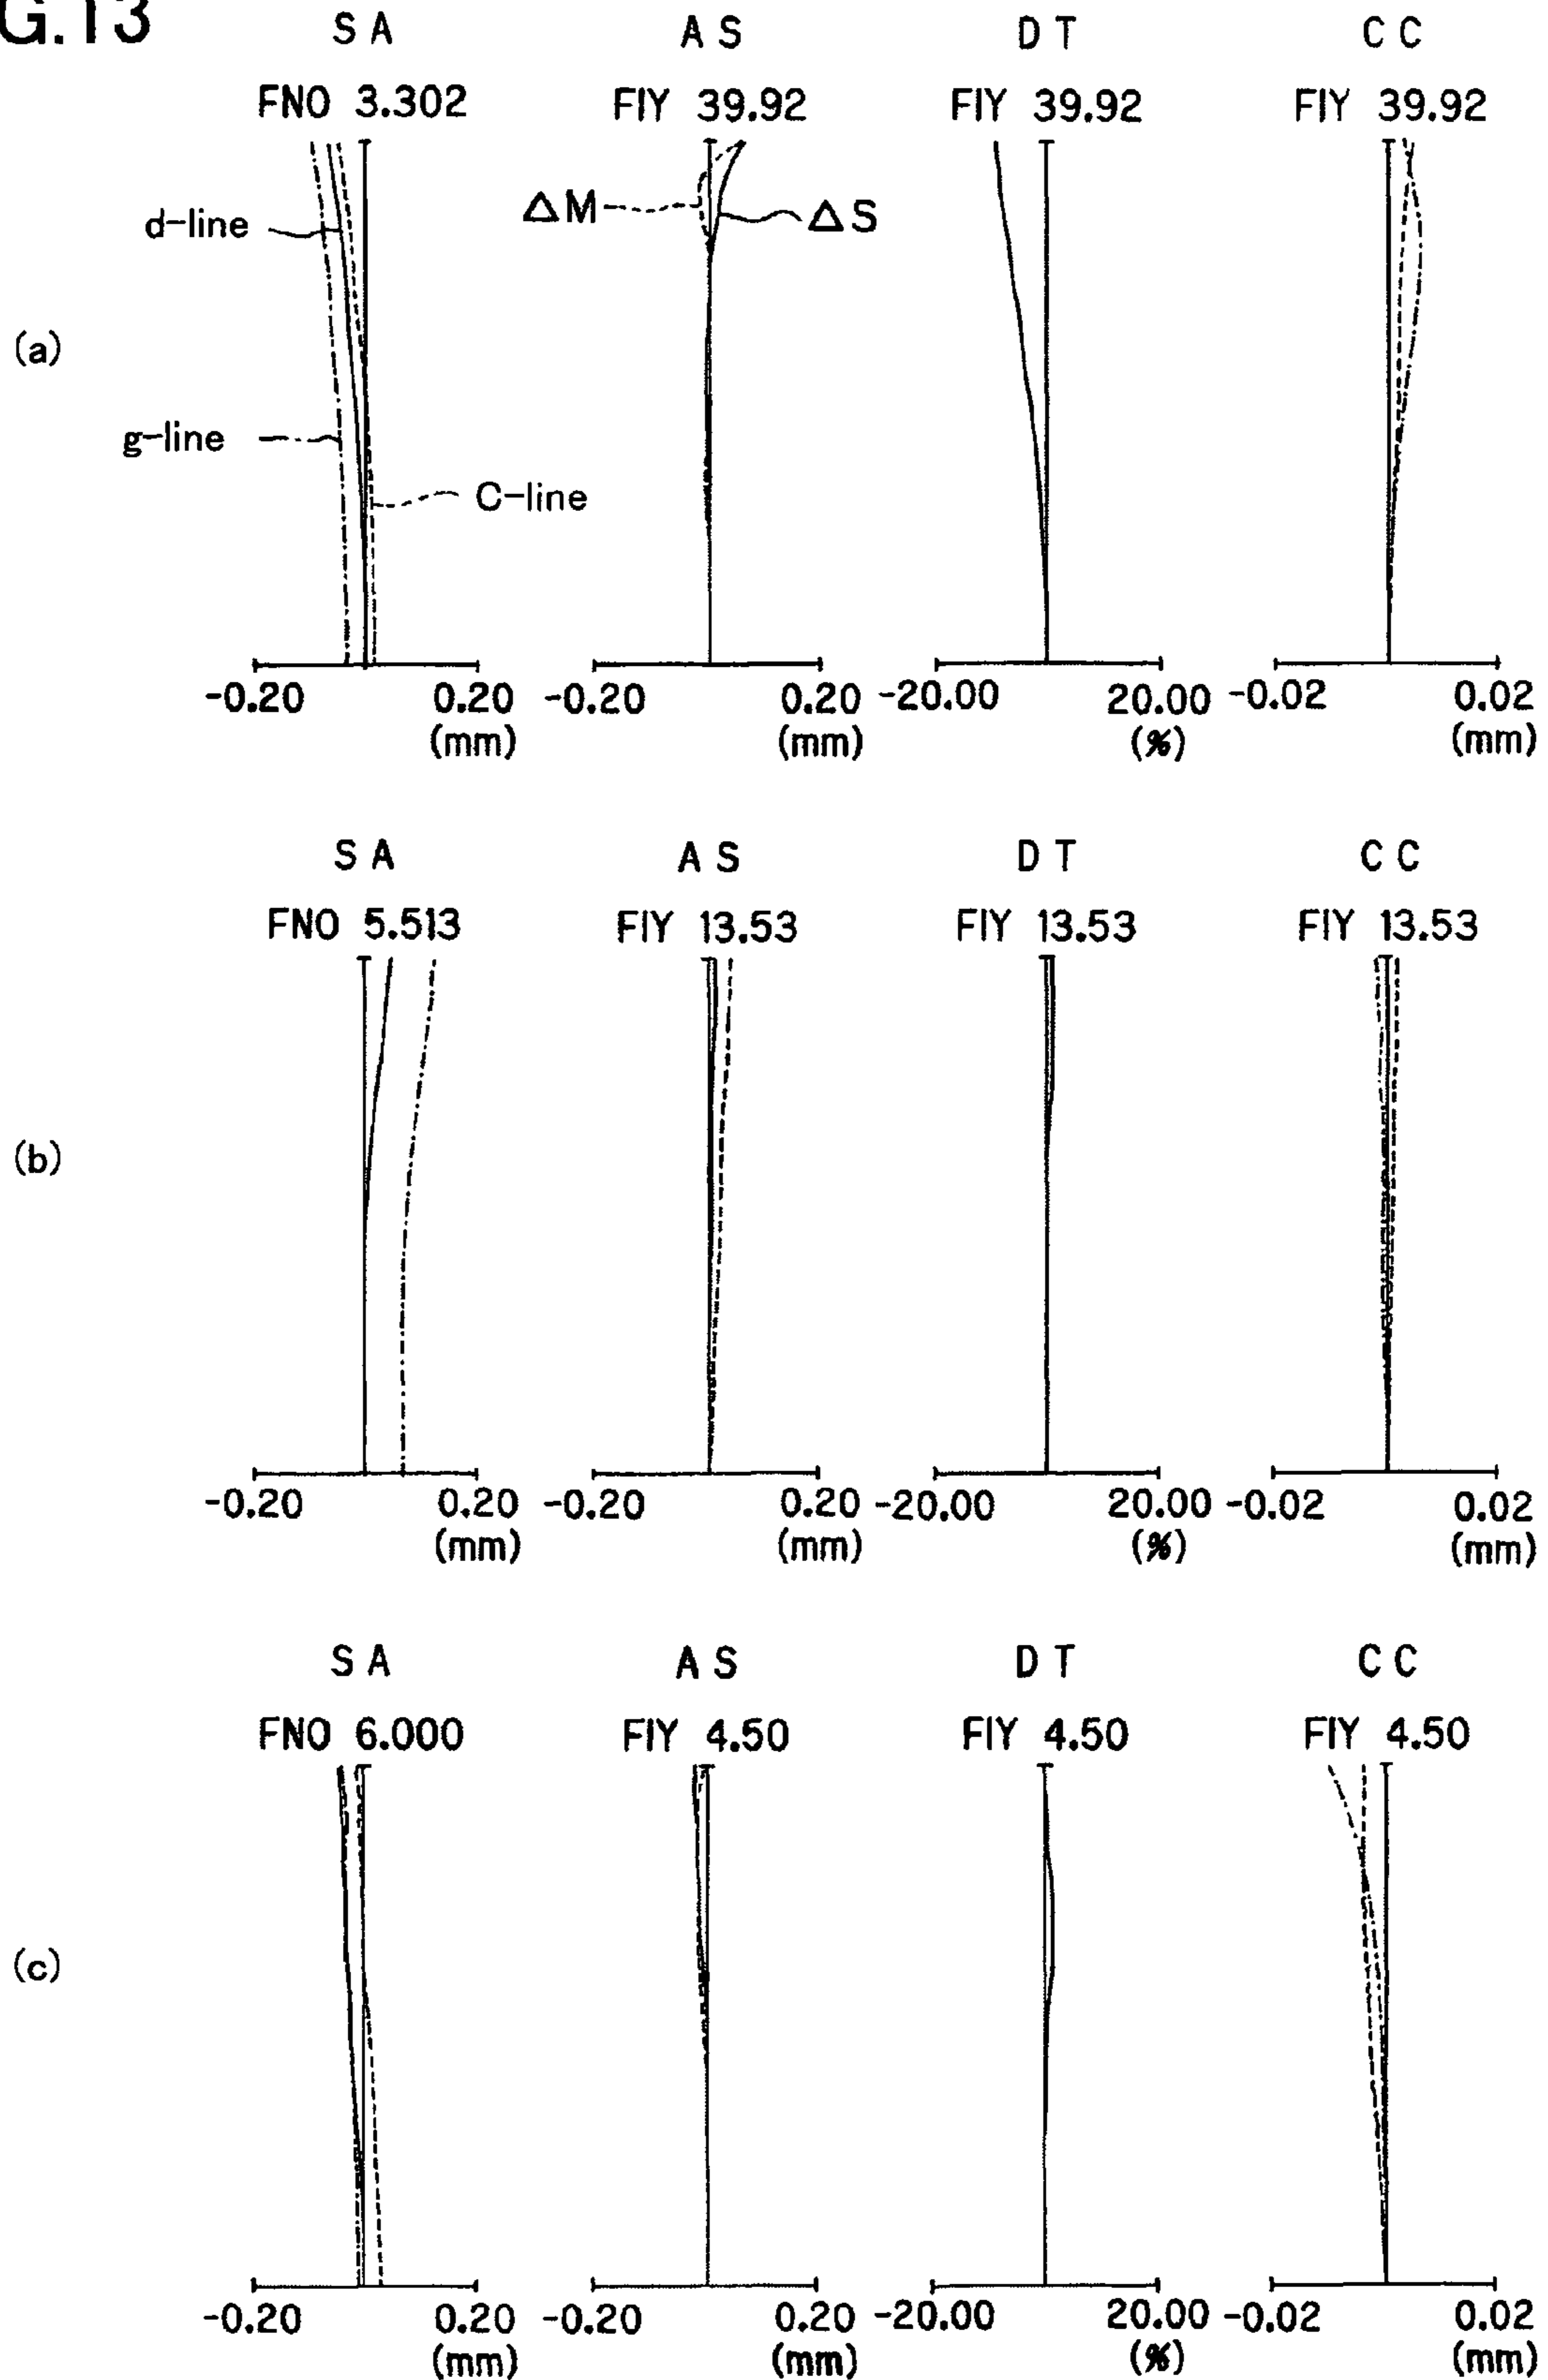 G.13
SA AS DT CC
FNO 3.302 FIY 39.92 FIY 39.92 FIY 39.92
ΔM ΔS
d-line
(a)
g-line
C-line
-0.20 0.20 -0.20 0.20 -20.00 20.00 -0.02 0.02
(mm) (mm) (%) (mm)
SA AS DT CC
FNO 5.513 FIY 13.53 FIY 13.53 FIY 13.53
(b)
-0.20 0.20 -0.20 0.20 -20.00 20.00 -0.02 0.02
(mm) (mm) (%) (mm)
SA AS DT CC
FNO 6.000 FIY 4.50 FIY 4.50 FIY 4.50
(c)
-0.20 0.20 -0.20 0.20 -20.00 20.00 -0.02 0.02
(mm) (mm) (%) (mm)